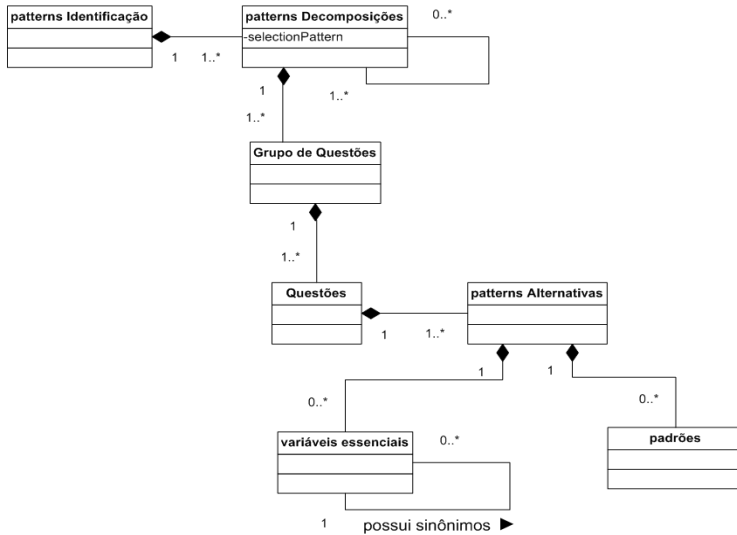 patterns Identificação
patterns Decomposições
-selectionPattern
0..*
1
1..*
1..*
1
1..*
Grupo de Questões
1
1..*
Questões
patterns Alternativas
1
1..*
1
1
0..*
0..*
variáveis essenciais
0..*
padrões
1
possui sinônimos ►